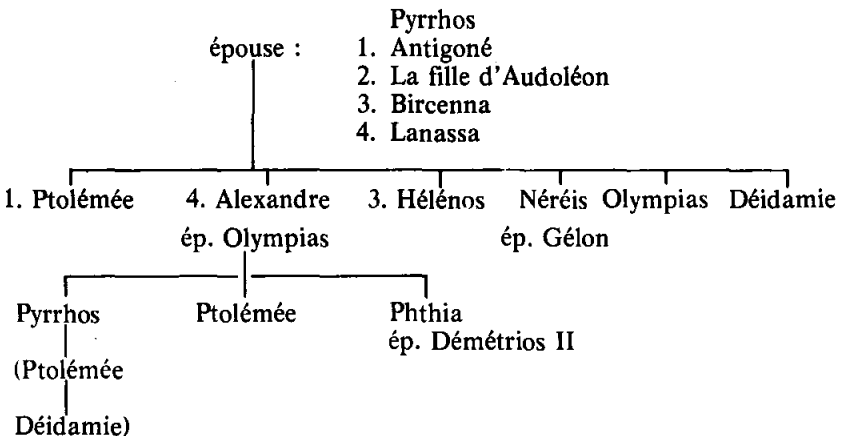 Pyrrhos
épouse : 1. Antigoné
2. La fille d'Audoléon
3. Bircenna
4. Lanassa
1. Ptolémée 4. Alexandre 3. Hélénos Néréis Olympias Déidamie
ép. Olympias ép. Gélon
Pyrrhos Ptolémée Phthia
ép. Démétrios II
(Ptolémée
Déidamie)